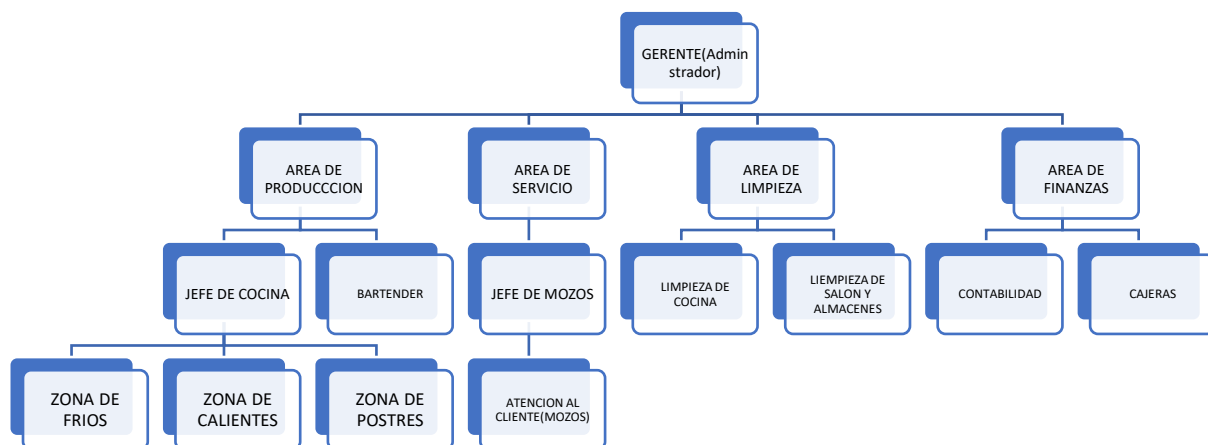 GERENTE(Admin
strador)
AREA DE
PRODUCCCION
AREA DE
SERVICIO
AREA DE
LIMPIEZA
AREA DE
FINANZAS
JEFE DE COCINA
BARTENDER
JEFE DE MOZOS
LIMPIEZA DE
COCINA
LIEMPIEZA DE
SALON Y
ALMACENES
CONTABILIDAD
CAJERAS
ZONA DE
FRIOS
ZONA DE
CALIENTES
ZONA DE
POSTRES
ATENCION AL
CLIENTE(MOZOS)